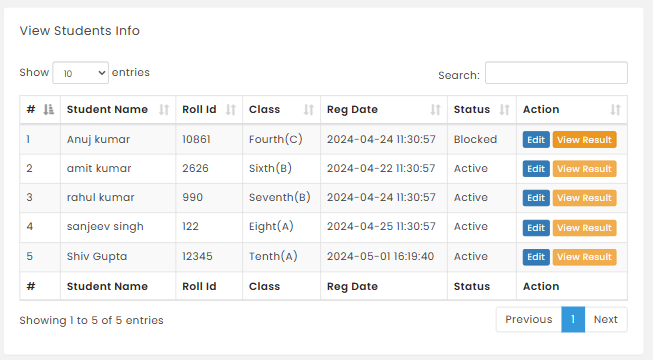 View Students Info
Show 10 entries Search:
# Student Name Roll Id Class Reg Date Status Action
1 Anuj kumar 10861 Fourth(C) 2024-04-24 11:30:57 Blocked Edit View Result
2 amit kumar 2626 Sixth(B) 2024-04-22 11:30:57 Active Edit View Result
3 rahul kumar 990 Seventh(B) 2024-04-24 11:30:57 Active Edit View Result
4 sanjeev singh 122 Eight(A) 2024-04-25 11:30:57 Active Edit View Result
5 Shiv Gupta 12345 Tenth(A) 2024-05-01 16:19:40 Active Edit View Result
# Student Name Roll Id Class Reg Date Status Action
Showing 1 to 5 of 5 entries Previous 1 Next